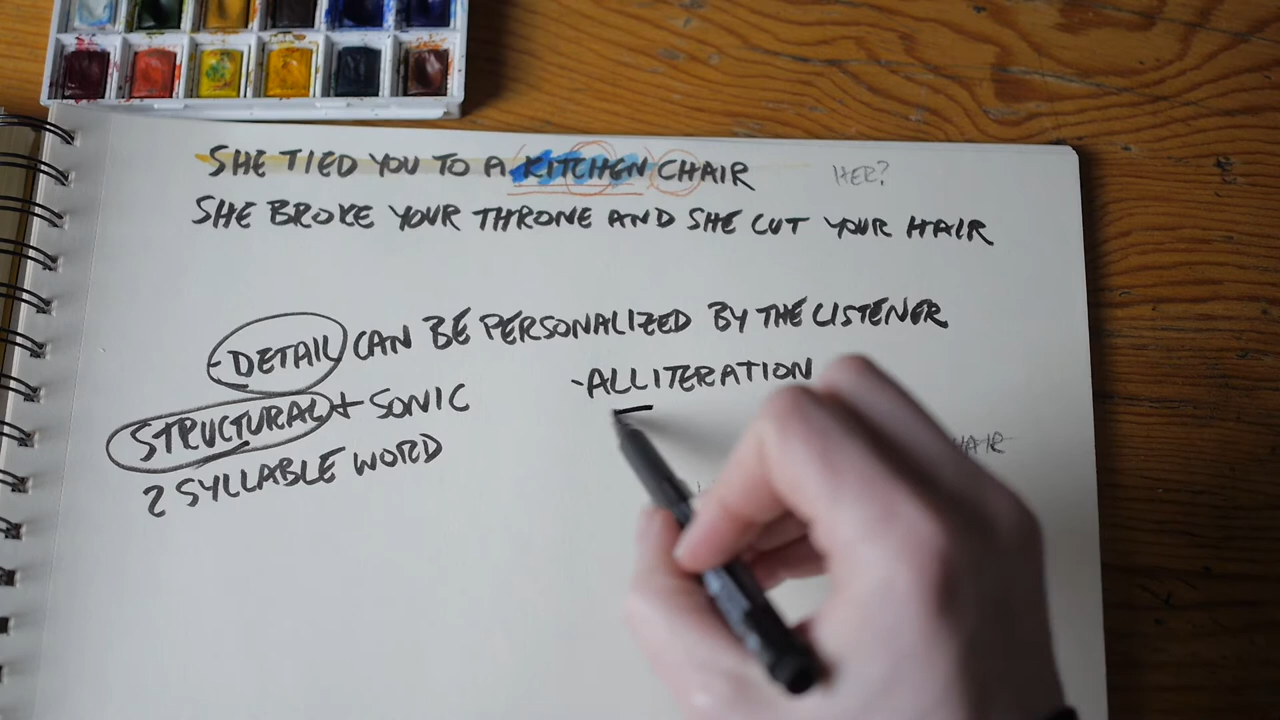 SHE TIED YOU TO A KITCHEN CHAIR
HER?
SHE BROKE YOUR THRONE AND SHE CUT YOUR HAIR
-DETAIL CAN BE PERSONALIZED BY THE LISTENER
-ALLITERATION
STRUCTURAL + SONIC
HAIR
2 SYLLABLE WORD